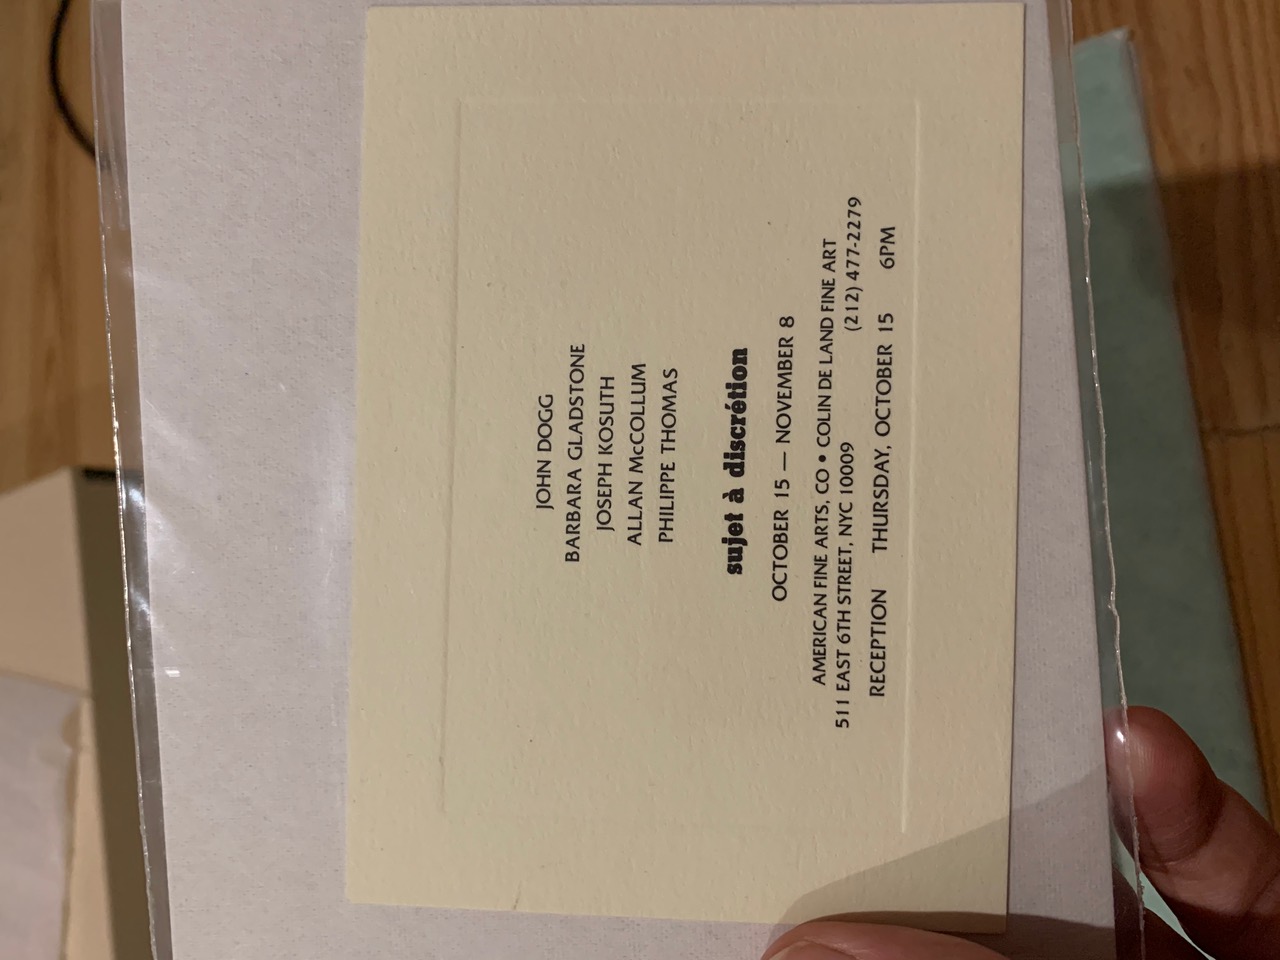 JOHN DOGG
BARBARA GLADSTONE
JOSEPH KOSUTH
ALLAN McCOLLUM
PHILIPPE THOMAS
sujet à discrétion
OCTOBER 15 — NOVEMBER 8
AMERICAN FINE ARTS, CO • COLIN DE LAND FINE ART
511 EAST 6TH STREET, NYC 10009 (212) 477-2279
RECEPTION THURSDAY, OCTOBER 15 6PM